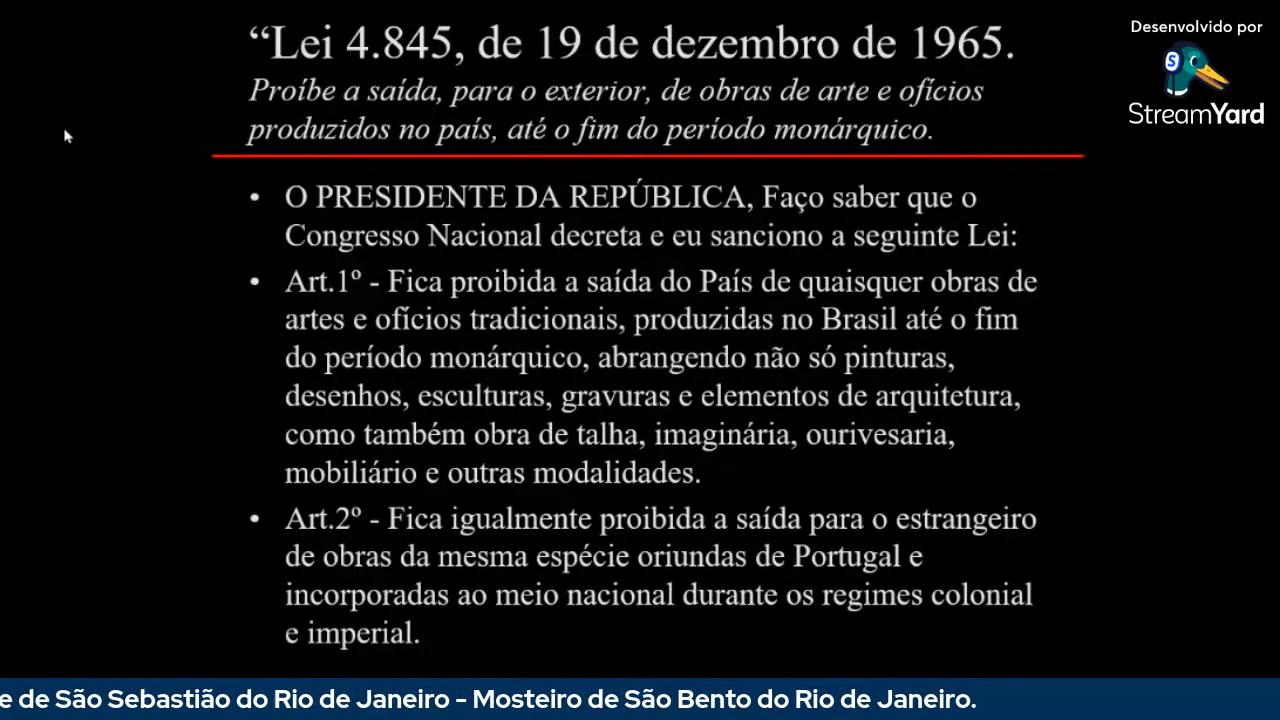 “Lei 4.845, de 19 de dezembro de 1965.
Proíbe a saída, para o exterior, de obras de arte e ofícios
produzidos no país, até o fim do período monárquico.
• O PRESIDENTE DA REPÚBLICA, Faço saber que o
Congresso Nacional decreta e eu sanciono a seguinte Lei:
• Art.1º - Fica proibida a saída do País de quaisquer obras de
artes e ofícios tradicionais, produzidas no Brasil até o fim
do período monárquico, abrangendo não só pinturas,
desenhos, esculturas, gravuras e elementos de arquitetura,
como também obra de talha, imaginária, ourivesaria,
mobiliário e outras modalidades.
• Art.2º - Fica igualmente proibida a saída para o estrangeiro
de obras da mesma espécie oriundas de Portugal e
incorporadas ao meio nacional durante os regimes colonial
e imperial.
Desenvolvido por
S
StreamYard
e de São Sebastião do Rio de Janeiro - Mosteiro de São Bento do Rio de Janeiro.